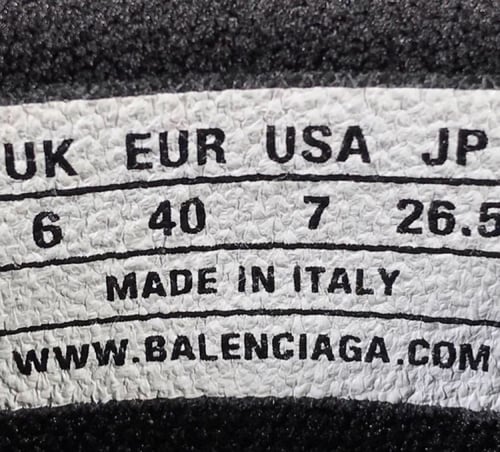 UK EUR USA JP
6 40 7 26.5
MADE IN ITALY
WWW.BALENCIAGA.COM